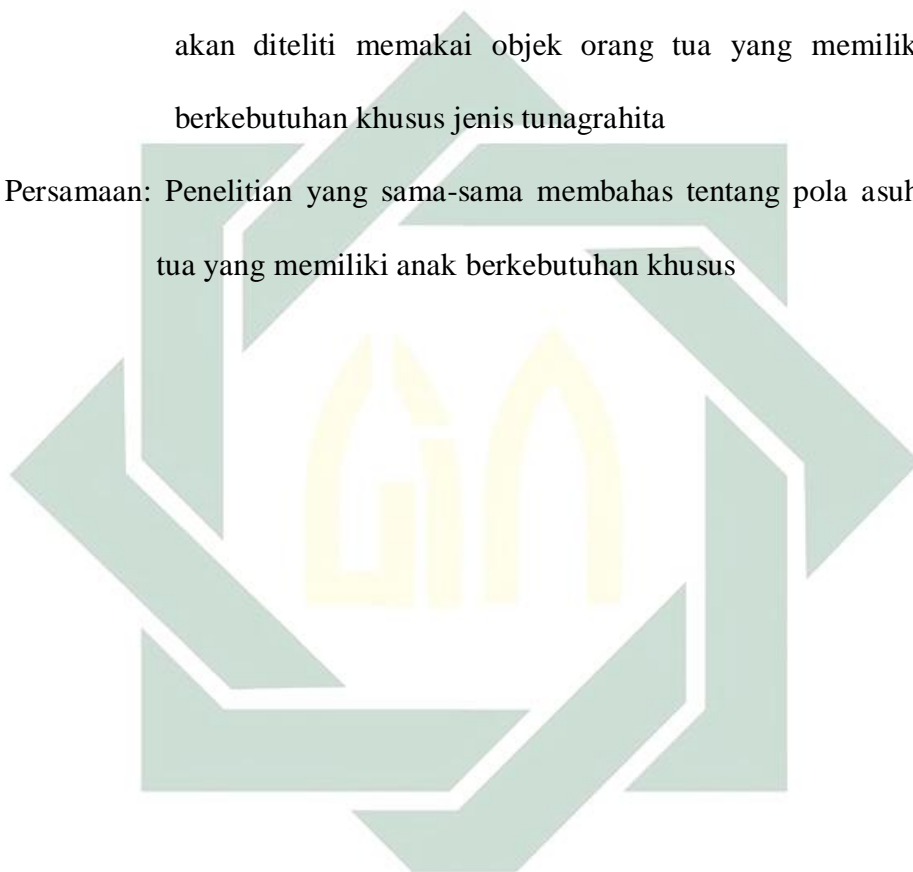 akan diteliti memakai objek orang tua yang memilik
berkebutuhan khusus jenis tunagrahita
Persamaan: Penelitian yang sama-sama membahas tentang pola asuh
tua yang memiliki anak berkebutuhan khusus